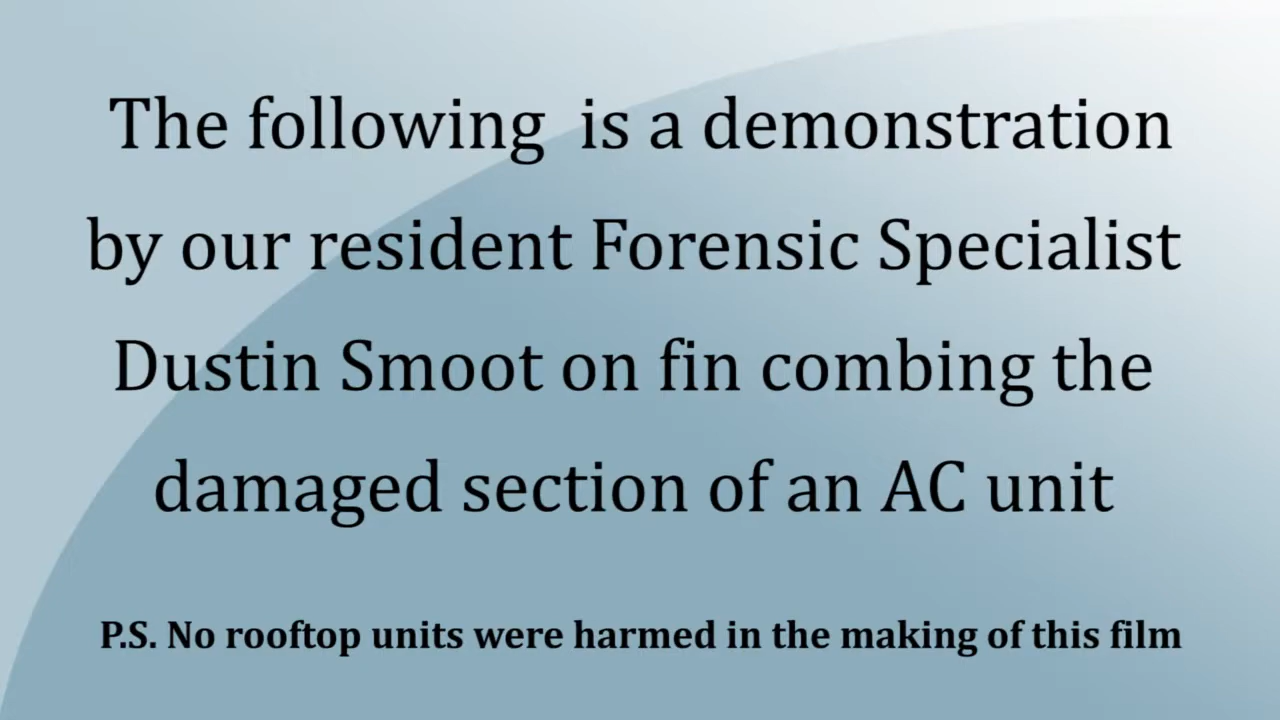 The following  is a demonstration
by our resident Forensic Specialist
Dustin Smoot on fin combing the
damaged section of an AC unit
P.S. No rooftop units were harmed in the making of this film